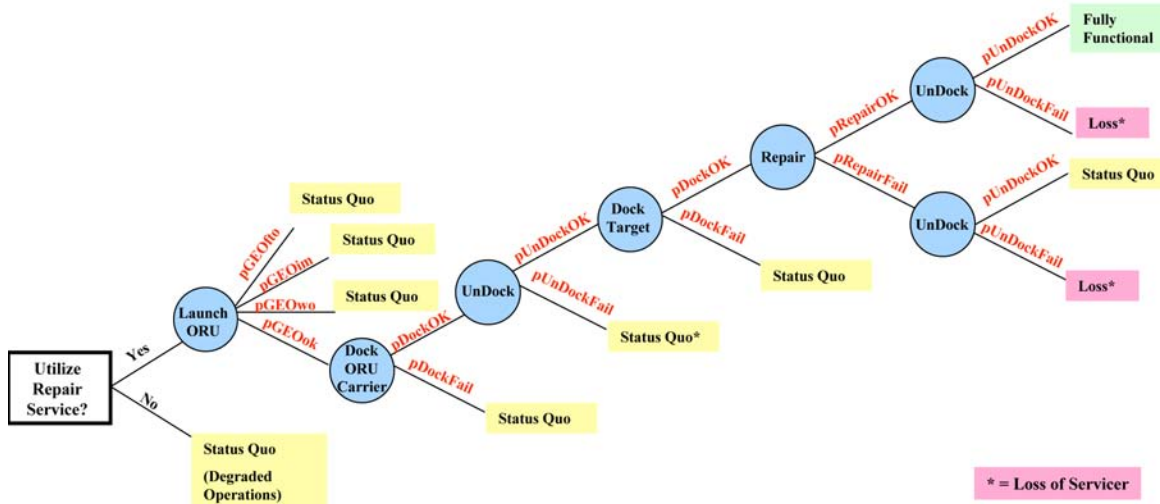 Utilize
Repair
Service?
Yes
No
Status Quo
(Degraded
Operations)
Launch
ORU
pGEORo
Status Quo
pGEOim
Status Quo
pGEOwo
Status Quo
pGEOok
Dock
ORU
Carrier
pDockOK
pDockFail
Status Quo
UnDock
pUnDockOK
pUnDockFail
Status Quo*
Dock
Target
pDockOK
pDockFail
Status Quo
Repair
pRepairOK
pRepairFail
UnDock
pUnDockOK
Fully
Functional
pUnDockFail
Loss*
UnDock
pUnDockOK
Status Quo
pUnDockFail
Loss*
* = Loss of Servicer